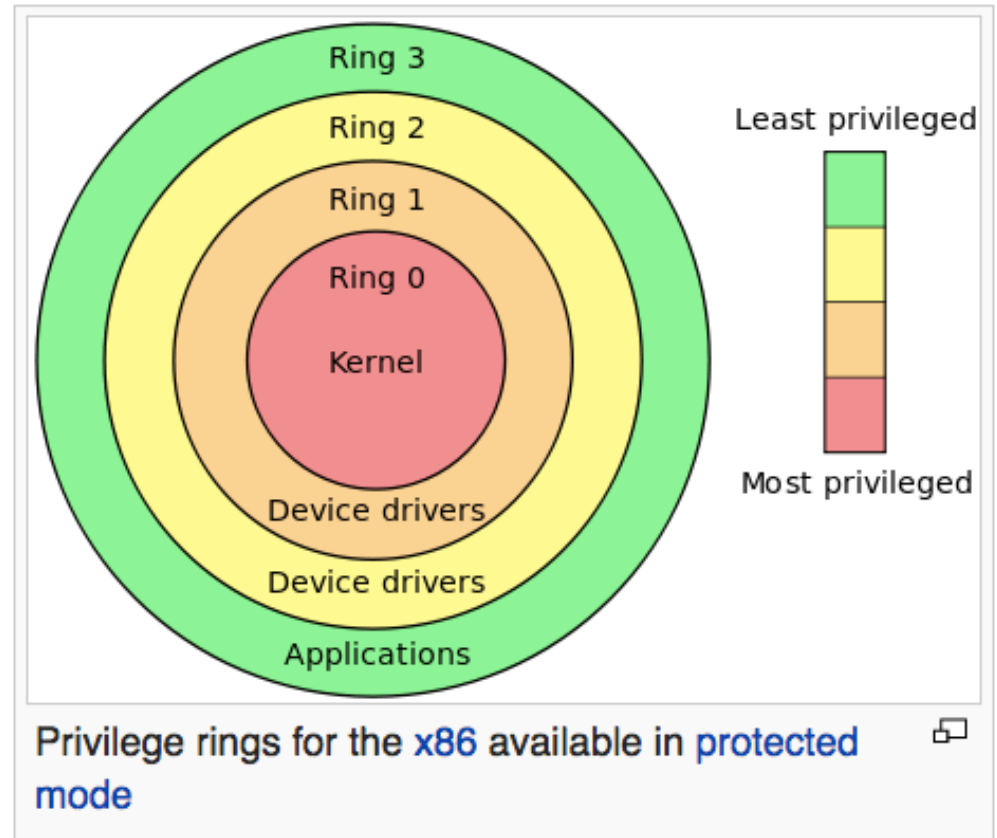 Ring 3
Ring 2
Ring 1
Ring 0
Kernel
Device drivers
Device drivers
Applications
Least privileged
Most privileged
Privilege rings for the x86 available in protected
mode